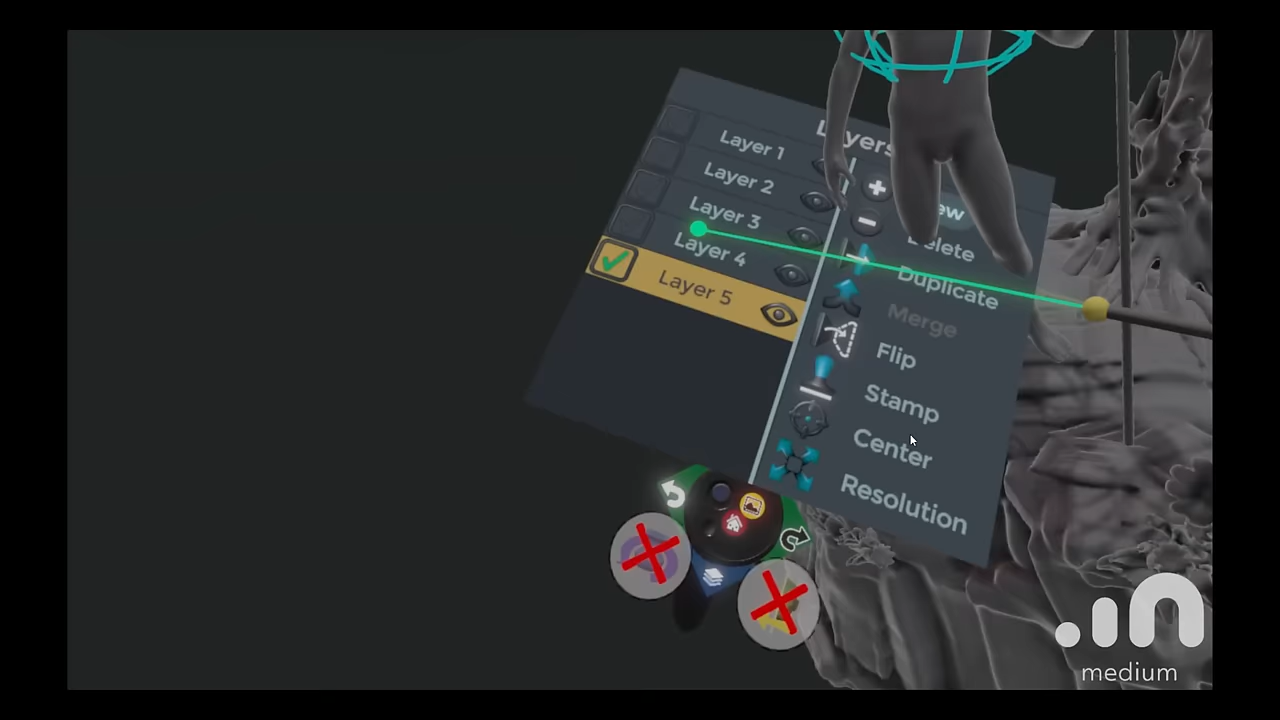 Layers
Layer 1
Layer 2
Layer 3
Layer 4
Layer 5
Delete
Duplicate
Merge
Flip
Stamp
Center
Resolution
medium